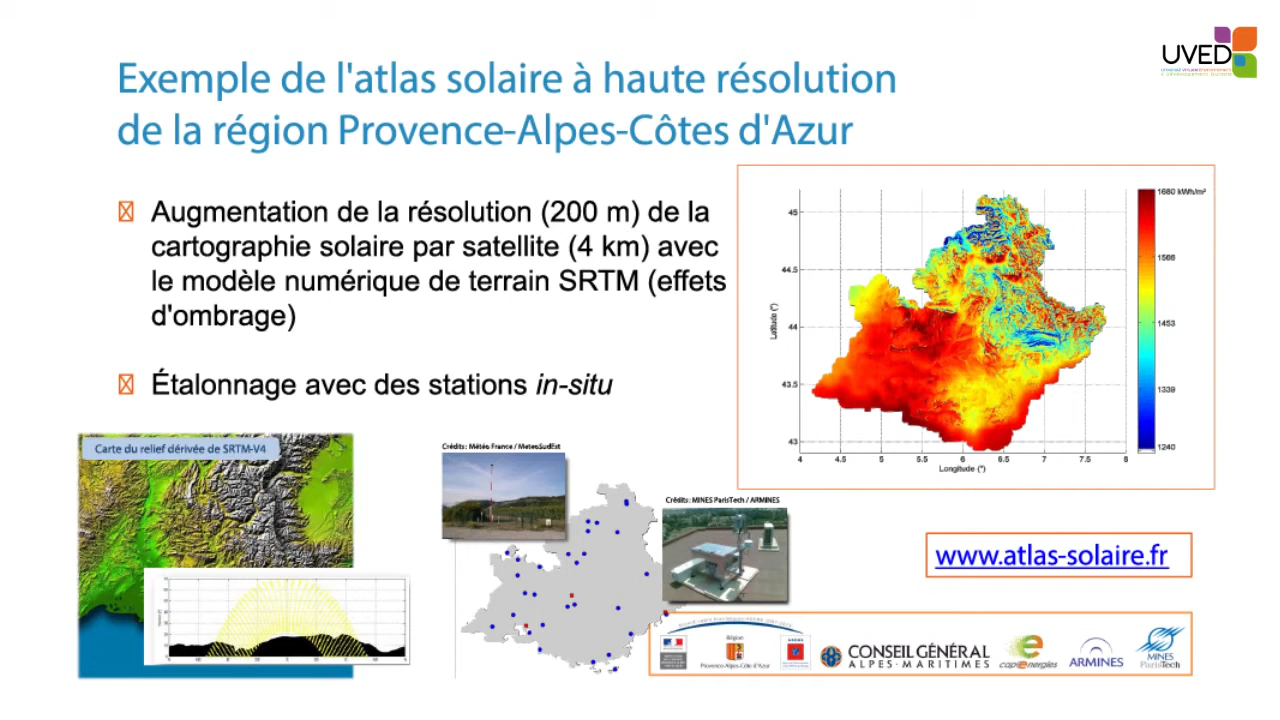 UVED
Exemple de l'atlas solaire à haute résolution
de la région Provence-Alpes-Côtes d'Azur
Augmentation de la résolution (200 m) de la
cartographie solaire par satellite (4 km) avec
le modèle numérique de terrain SRTM (effets
d'ombrage)
Étalonnage avec des stations in-situ
1680 kWh/m²
1566
1453
1339
1240
Latitude (°)
45
44.5
44
43.5
43
4 4.5 5 5.5 6 6.5 7 7.5 8
Longitude (°)
Carte du relief dérivée de SRTM-V4
Crédits : Météo France / MeteoSudEst
Crédits : MINES ParisTech / ARMINES
www.atlas-solaire.fr
Région
Provence-Alpes-Côte d'Azur
CONSEIL GÉNÉRAL
ALPES-MARITIMES
capenergies
ARMINES
MINES
ParisTech